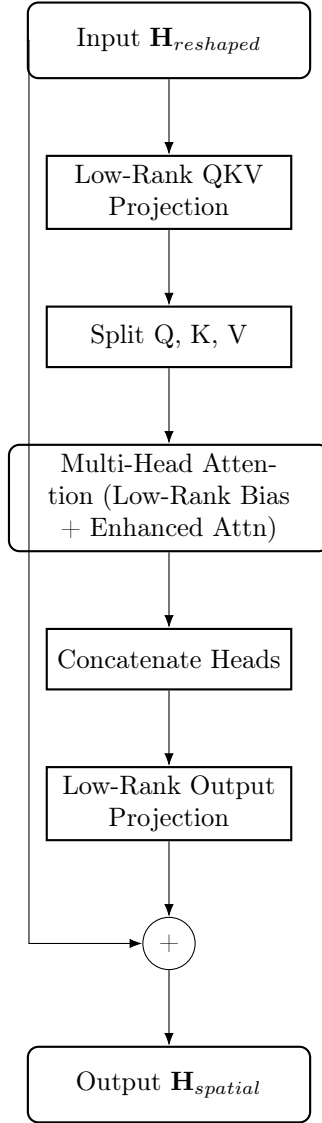 Input H_reshaped
Low-Rank QKV
Projection
Split Q, K, V
Multi-Head Atten-
tion (Low-Rank Bias
+ Enhanced Attn)
Concatenate Heads
Low-Rank Output
Projection
+
Output H_spatial